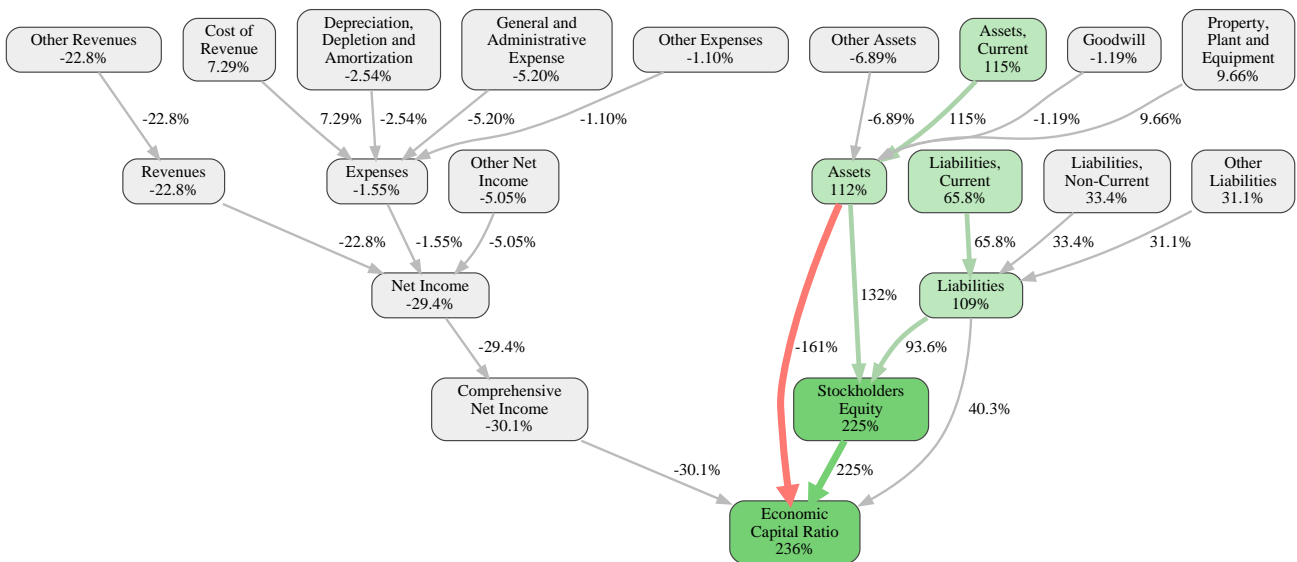 Other Revenues
-22.8%
Cost of
Revenue
7.29%
Depreciation,
Depletion and
Amortization
-2.54%
General and
Administrative
Expense
-5.20%
Other Expenses
-1.10%
Other Assets
-6.89%
Assets,
Current
115%
Goodwill
-1.19%
Property,
Plant and
Equipment
9.66%
-22.8%
7.29%
-2.54%
-5.20%
-1.10%
-6.89%
115%
-1.19%
9.66%
Revenues
-22.8%
Expenses
-1.55%
Other Net
Income
-5.05%
Assets
112%
Liabilities,
Current
65.8%
Liabilities,
Non-Current
33.4%
Other
Liabilities
31.1%
-22.8%
-1.55%
-5.05%
65.8%
33.4%
31.1%
Net Income
-29.4%
132%
Liabilities
109%
-29.4%
-161%
93.6%
Comprehensive
Net Income
-30.1%
Stockholders
Equity
225%
40.3%
-30.1%
225%
Economic
Capital Ratio
236%